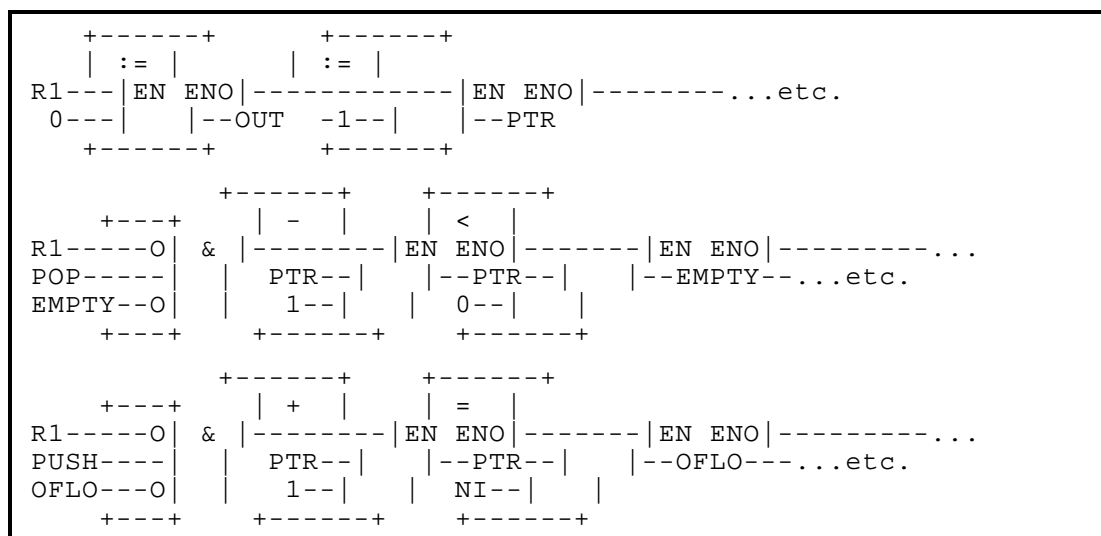 +------+ +------+
| := | | := |
R1---|EN ENO|------------|EN ENO|--------...etc.
0---| |--OUT -1--| |--PTR
+------+ +------+
+------+ +------+
+---+ | - | | < |
R1-----O| & |--------|EN ENO|-------|EN ENO|---------...
POP-----| | PTR--| |--PTR--| |--EMPTY--...etc.
EMPTY--O| | 1--| | 0--| |
+---+ +------+ +------+
+------+ +------+
+---+ | + | | = |
R1-----O| & |--------|EN ENO|-------|EN ENO|---------...
PUSH----| | PTR--| |--PTR--| |--OFLO---...etc.
OFLO---O| | 1--| | NI--| |
+---+ +------+ +------+